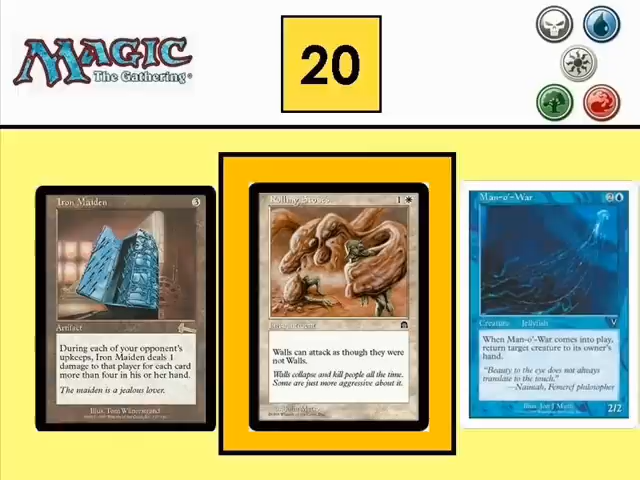 MAGIC
The Gathering®
20
Iron Maiden 3
Artifact
During each of your opponent's
upkeeps, Iron Maiden deals 1
damage to that player for each card
more than four in his or her hand.
The maiden is a jealous lover.
Rolling Stones 1
Walls can attack as though they were
not Walls.
Walls collapse and kill people all the time.
Some are just more aggressive about it.
Man-o'-War 2
Creature Jellyfish
When Man-o'-War comes into play,
return target creature to its owner's
hand.
"Beauty to the eye does not always
translate to the touch."
—Naimah, Femeref philosopher
2/2